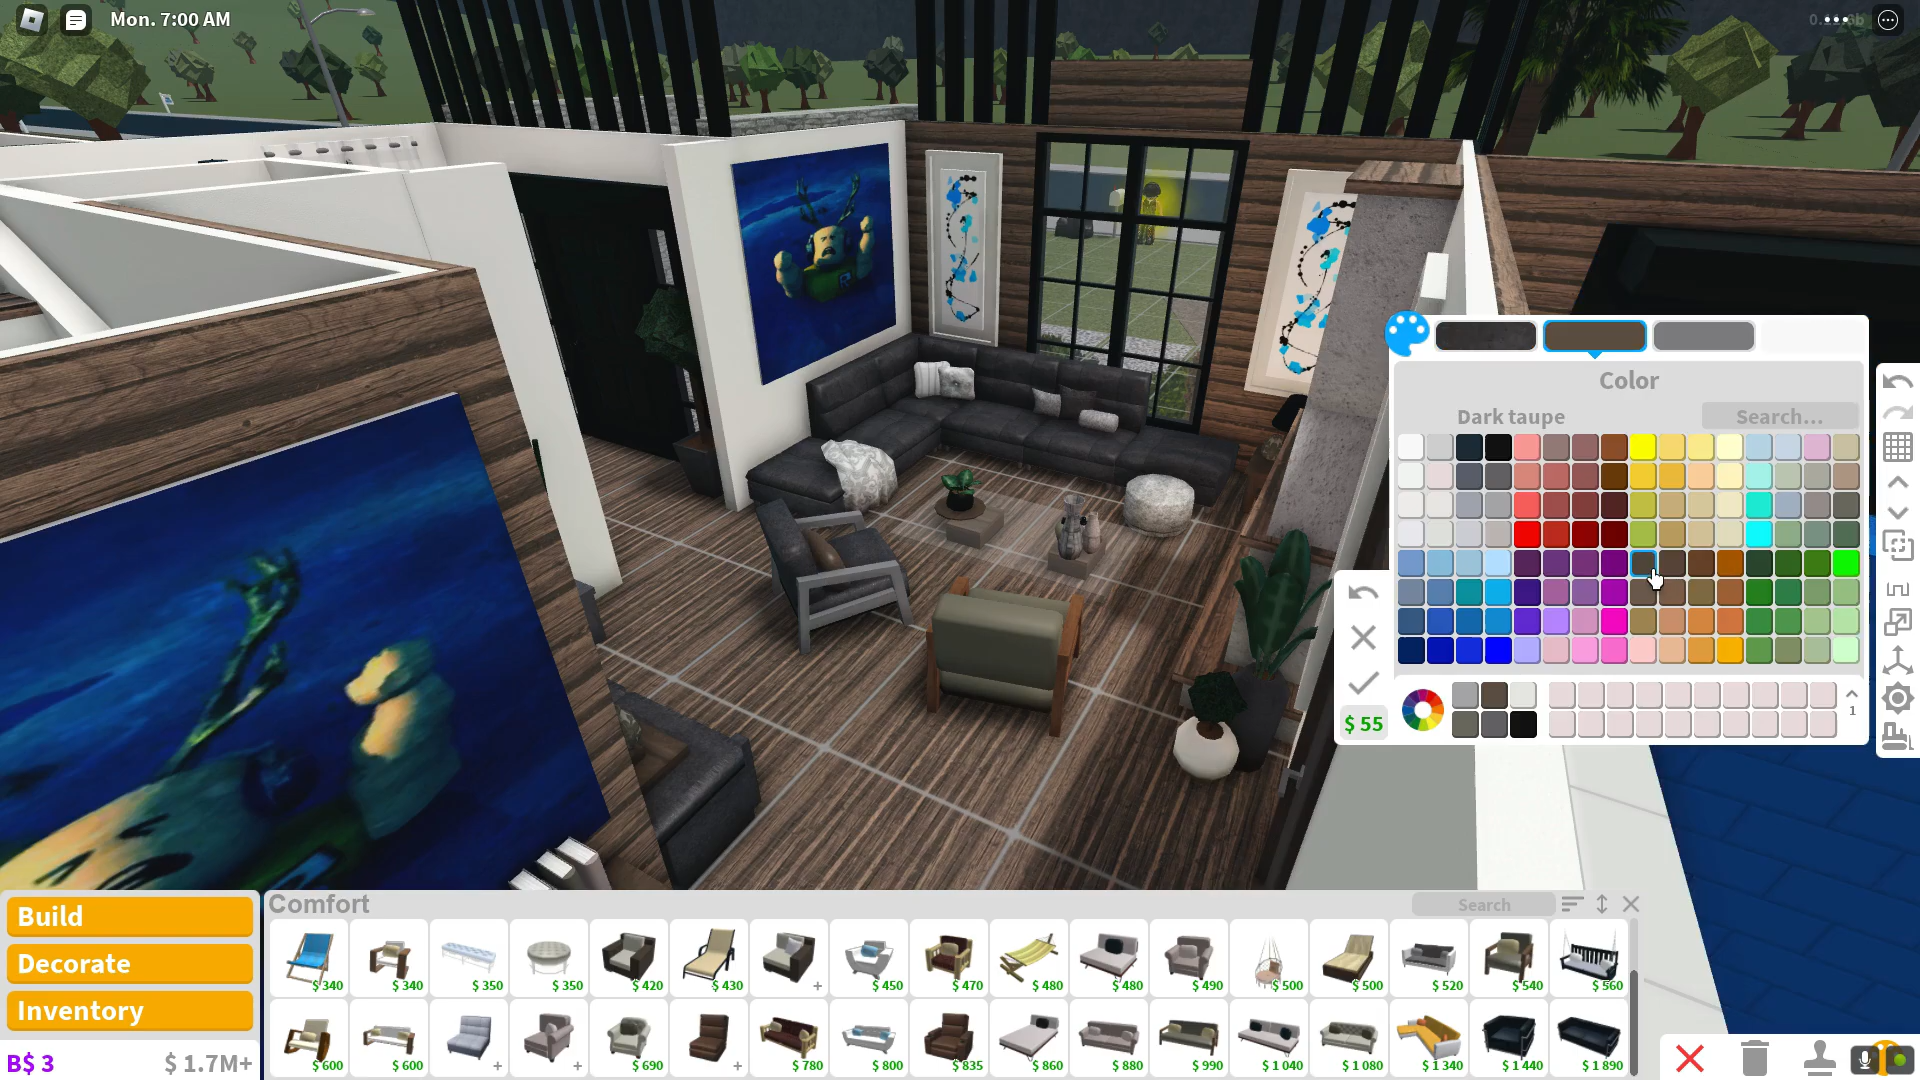 Mon. 7:00 AM
Color
Dark taupe
Search...
$ 55
1
Build
Decorate
Inventory
B$ 3
$ 1.7M+
Comfort
Search
$ 340
$ 340
$ 350
$ 350
$ 420
$ 430
+
$ 450
$ 470
$ 480
$ 480
$ 490
$ 500
$ 500
$ 520
$ 540
$ 560
$ 600
$ 600
+
+
$ 690
+
$ 780
$ 800
$ 835
$ 860
$ 880
$ 990
$ 1 040
$ 1 080
$ 1 340
$ 1 440
$ 1 890